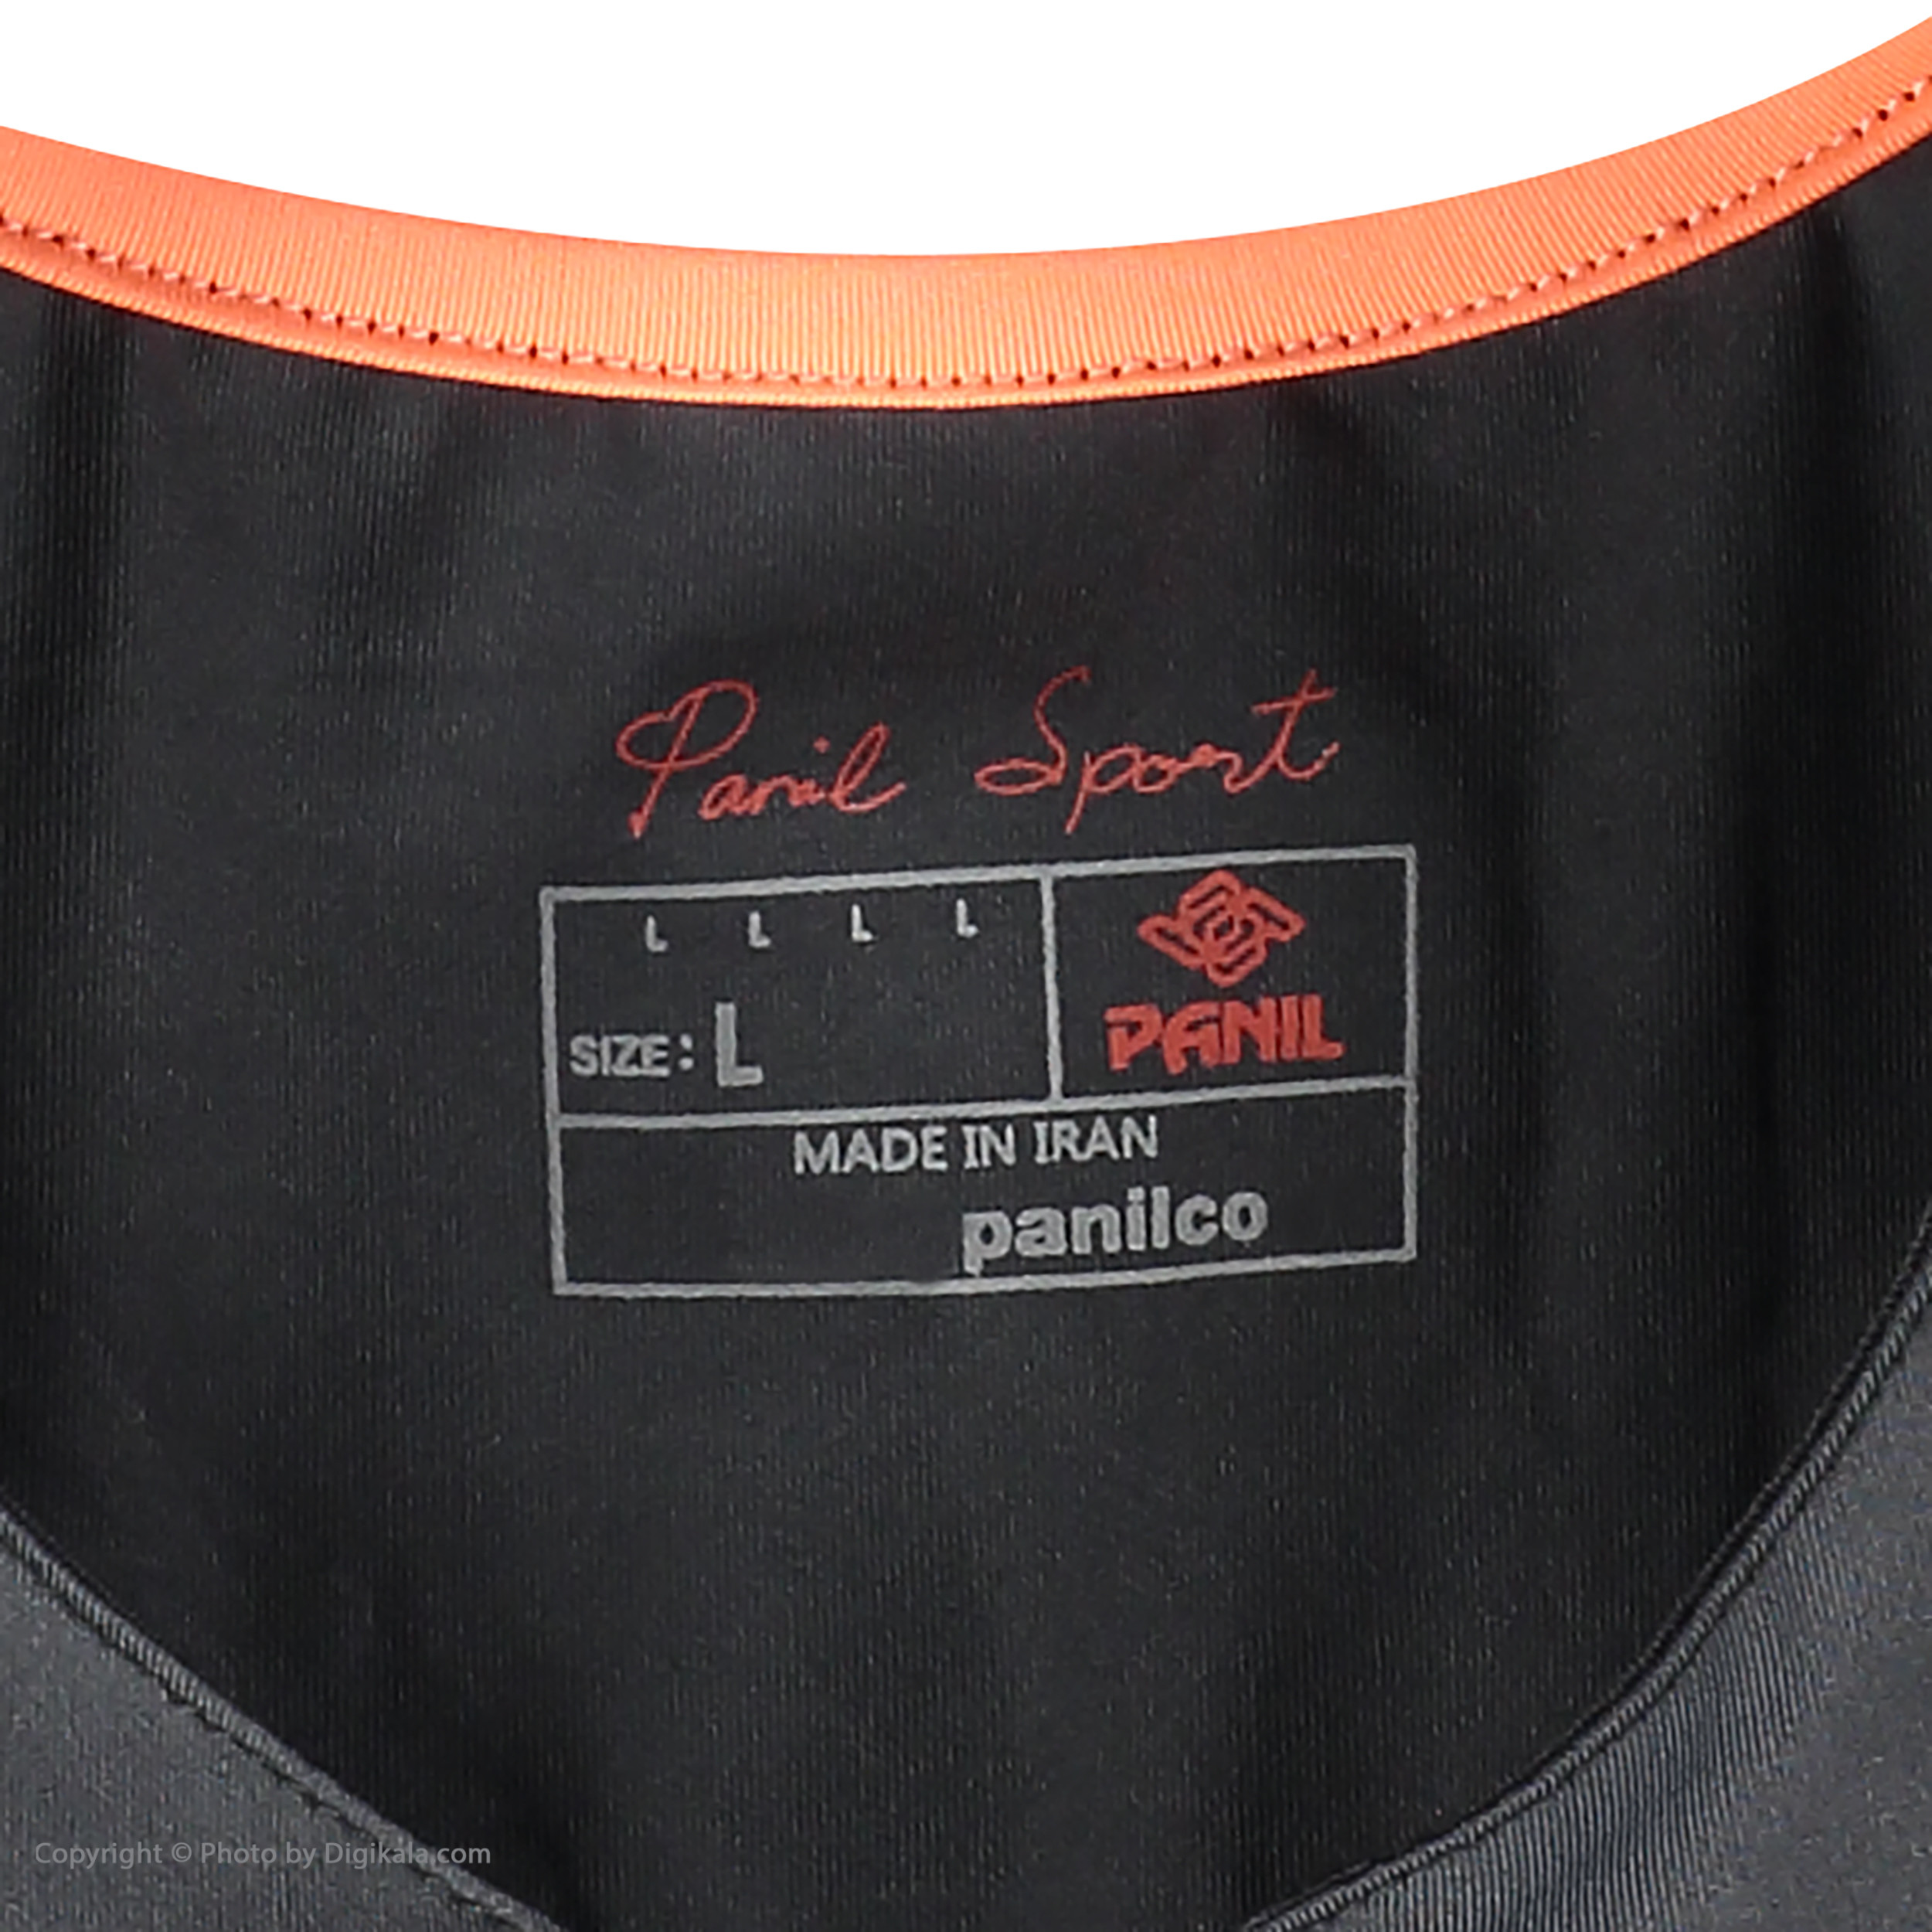 Panil Sport
L L L L
SIZE: L
PANIL
MADE IN IRAN
panilco
Copyright © Photo by Digikala.com